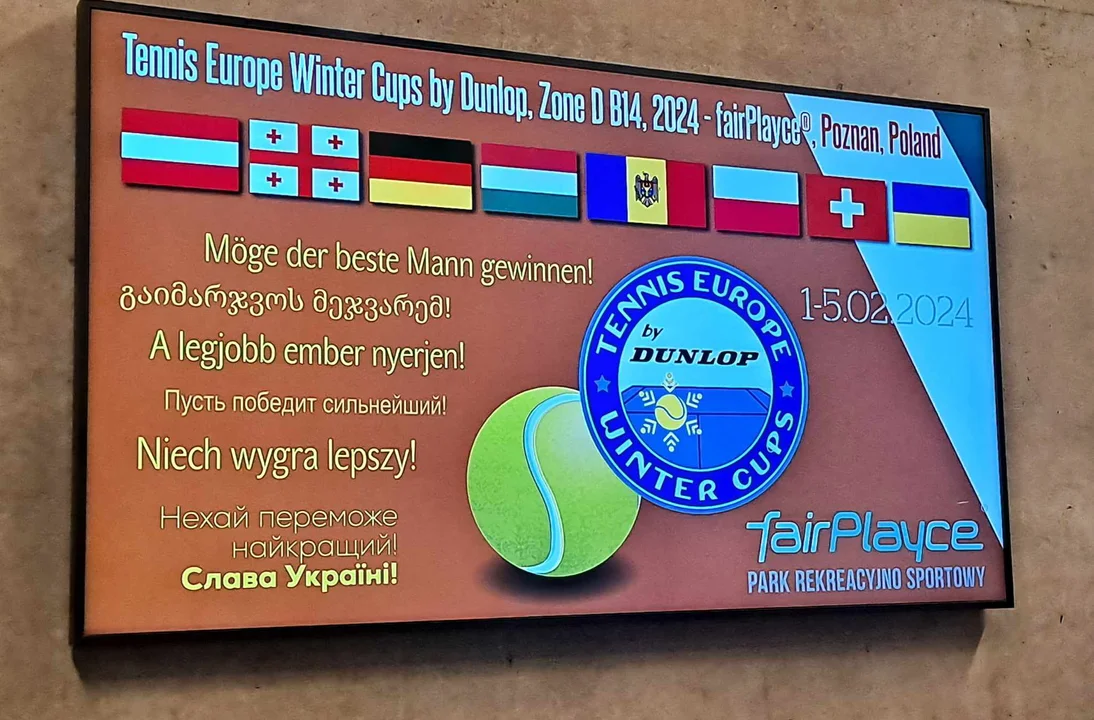 Tennis Europe Winter Cups by Dunlop, Zone D B14, 2024 - fairPlayce®, Poznan, Poland
Möge der beste Mann gewinnen!
გაიმარჯვოს მეჯვარემ!
A legjobb ember nyerjen!
Пусть победит сильнейший!
Niech wygra lepszy!
Нехай переможе
найкращий!
Слава Україні!
TENNIS EUROPE
by
DUNLOP
WINTER CUPS
1-5.02.2024
fairPlayce
PARK REKREACYJNO SPORTOWY